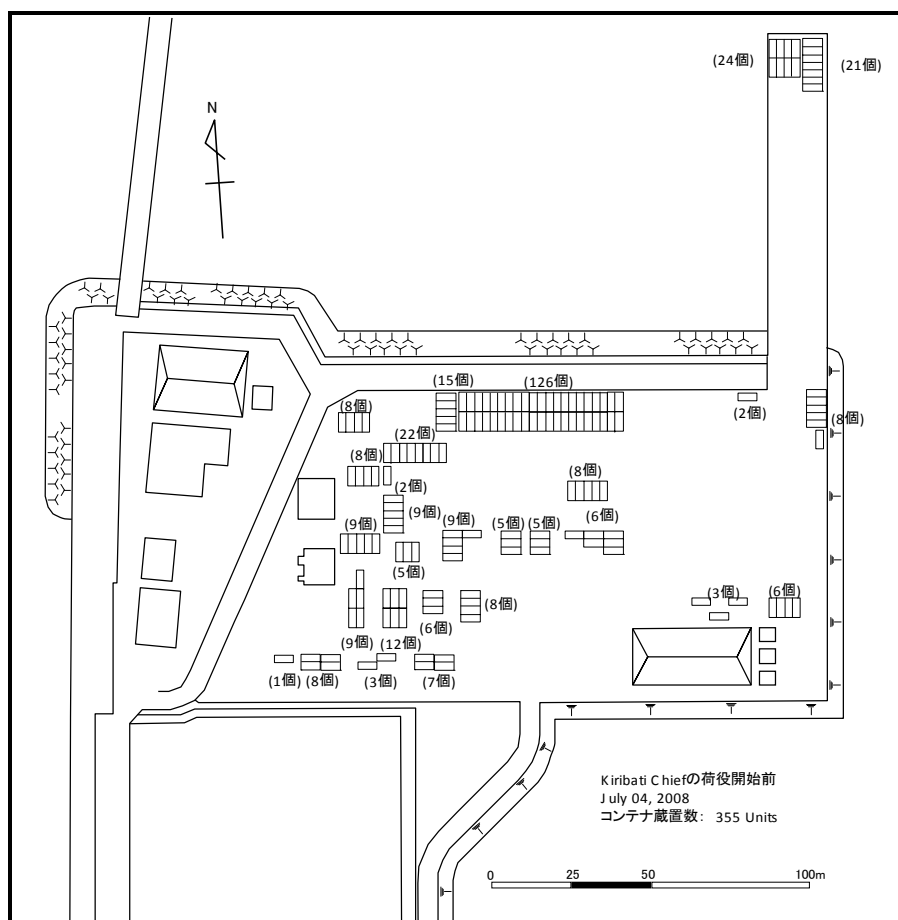 (24個)
(21個)
N
(15個)
(126個)
(2個)
(8個)
(8個)
(22個)
(8個)
(2個)
(8個)
(9個)
(9個)
(5個)
(5個)
(6個)
(9個)
(5個)
(3個)
(6個)
(8個)
(6個)
(9個)
(12個)
(1個)
(8個)
(3個)
(7個)
Kiribati Chiefの荷役開始前
July 04, 2008
コンテナ蔵置数: 355 Units
0 25 50 100m